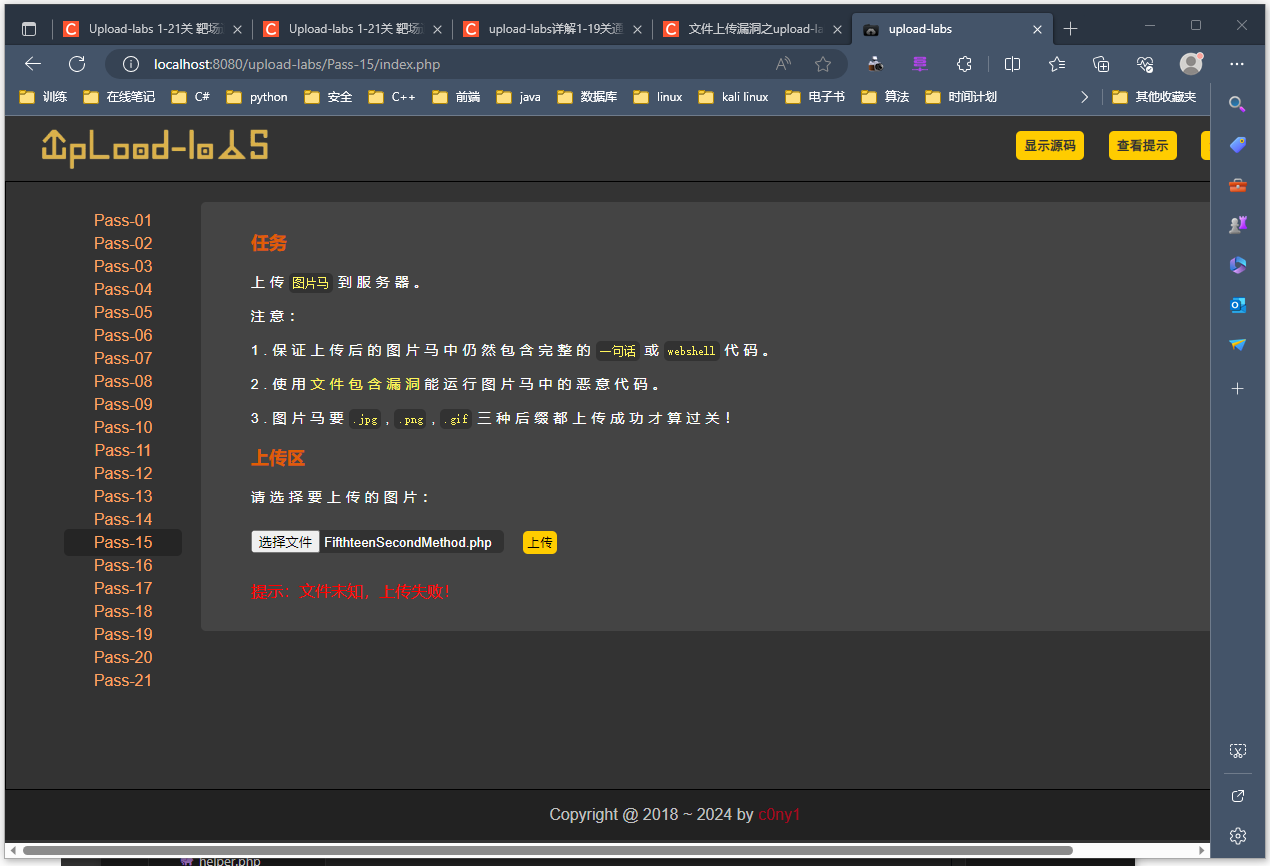 Upload-labs 1-21关 靶场
Upload-labs 1-21关 靶场
upload-labs详解1-19关通
文件上传漏洞之upload-la
upload-labs
localhost:8080/upload-labs/Pass-15/index.php
训练
在线笔记
C#
python
安全
C++
前端
java
数据库
linux
kali linux
电子书
算法
时间计划
其他收藏夹
UpLoad-labs
显示源码
查看提示
Pass-01
Pass-02
Pass-03
Pass-04
Pass-05
Pass-06
Pass-07
Pass-08
Pass-09
Pass-10
Pass-11
Pass-12
Pass-13
Pass-14
Pass-15
Pass-16
Pass-17
Pass-18
Pass-19
Pass-20
Pass-21
任务
上传图片马到服务器。
注意：
1.保证上传后的图片马中仍然包含完整的一句话或webshell代码。
2.使用文件包含漏洞能运行图片马中的恶意代码。
3.图片马要.jpg,.png,.gif三种后缀都上传成功才算过关！
上传区
请选择要上传的图片：
选择文件 FifthteenSecondMethod.php 上传
提示：文件未知，上传失败！
Copyright @ 2018 ~ 2024 by c0ny1
helper.php